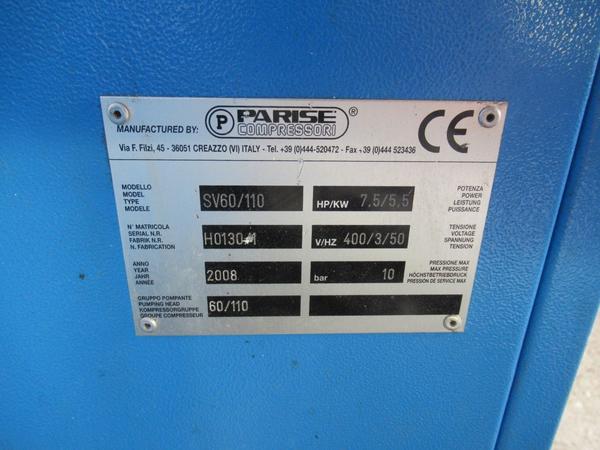 MANUFACTURED BY: P PARISE ®
COMPRESSORI
CE
Via F. Filzi, 45 - 36051 CREAZZO (VI) ITALY - Tel. +39 (0)444-520472 - Fax +39 (0)444 523436
MODELLO
MODEL
TYPE
MODELE
SV60/110
HP/KW 7.5/5.5
POTENZA
POWER
LEISTUNG
PUISSANCE
N° MATRICOLA
SERIAL N.R.
FABRIK N.R.
N. FABRICATION
V/HZ 400/3/50
TENSIONE
VOLTAGE
SPANNUNG
TENSION
ANNO
YEAR
JAHR
ANNÉE
2008
bar 10
PRESSIONE MAX
MAX PRESSURE
HÖCHSTBETRIEBDRUCK
PRESSION DE SERVICE MAX
GRUPPO POMPANTE
PUMPING HEAD
KOMPRESSORGRUPPE
GROUPE COMPRESSEUR
60/110